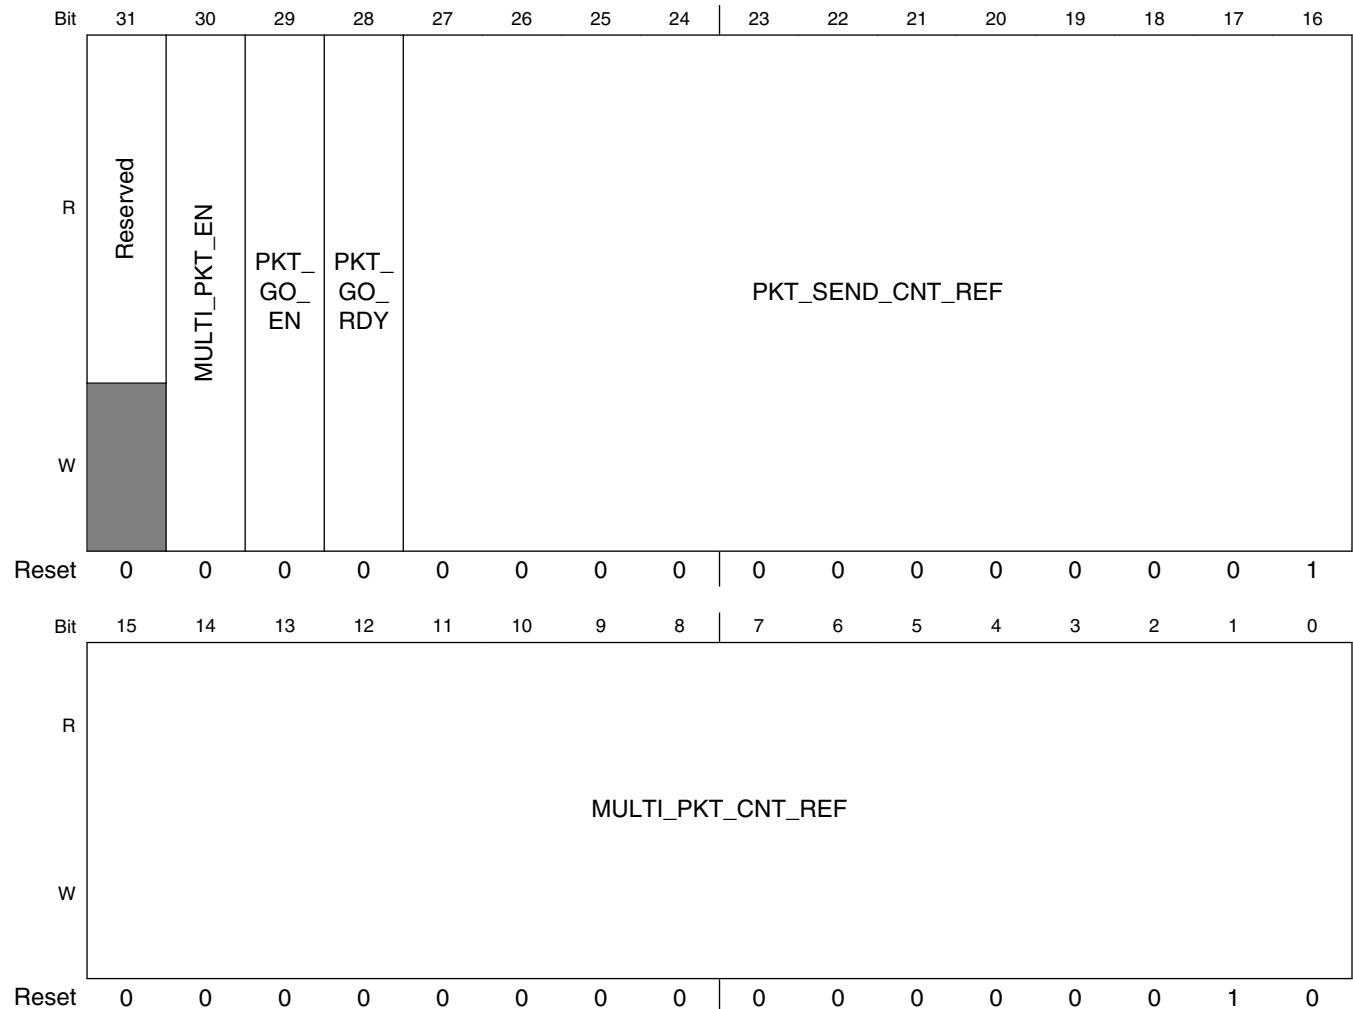 Bit 31 30 29 28 27 26 25 24 23 22 21 20 19 18 17 16
R
Reserved
MULTI_PKT_EN
PKT_
GO_
EN
PKT_
GO_
RDY
PKT_SEND_CNT_REF
W
Reset 0 0 0 0 0 0 0 0 0 0 0 0 0 0 0 1
Bit 15 14 13 12 11 10 9 8 7 6 5 4 3 2 1 0
R
MULTI_PKT_CNT_REF
W
Reset 0 0 0 0 0 0 0 0 0 0 0 0 0 0 1 0